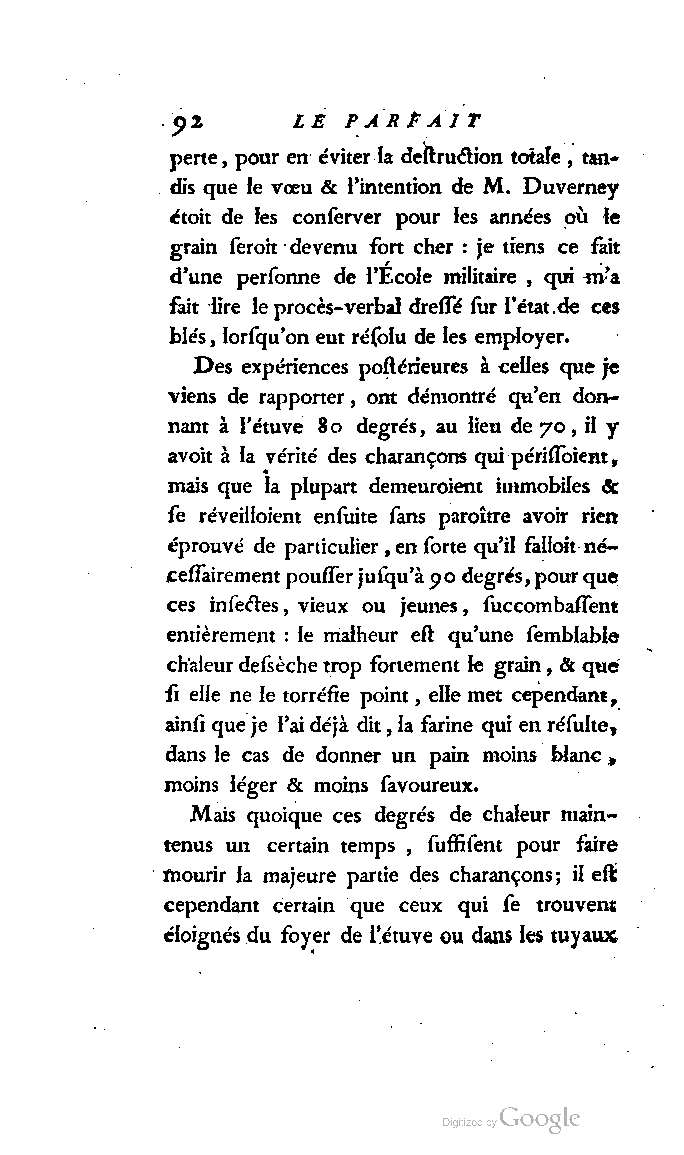 92 LE PARFAIT
perte, pour en éviter la deſtruction totale, tan-
dis que le vœu & l'intention de M. Duverney
étoit de les conſerver pour les années où le
grain ſeroit devenu fort cher : je tiens ce fait
d'une perſonne de l'École militaire, qui m'a
fait lire le procès-verbal dreſſé ſur l'état de ces
blés, lorſqu'on eut réſolu de les employer.
Des expériences poſtérieures à celles que je
viens de rapporter, ont démontré qu'en don-
nant à l'étuve 80 degrés, au lieu de 70, il y
avoit à la vérité des charançons qui périſſoient,
mais que la plupart demeuroient immobiles &
ſe réveilloient enſuite ſans paroître avoir rien
éprouvé de particulier, en ſorte qu'il falloit né-
ceſſairement pouſſer juſqu'à 90 degrés, pour que
ces inſectes, vieux ou jeunes, ſuccombaſſent
entièrement : le malheur eſt qu'une ſemblable
chaleur deſsèche trop fortement le grain, & que
ſi elle ne le torréfie point, elle met cependant,
ainſi que je l'ai déjà dit, la farine qui en réſulte,
dans le cas de donner un pain moins blanc,
moins léger & moins ſavoureux.
Mais quoique ces degrés de chaleur main-
tenus un certain temps, ſuffiſent pour faire
mourir la majeure partie des charançons; il eſt
cependant certain que ceux qui ſe trouvent
éloignés du foyer de l'étuve ou dans les tuyaux
Digitized by Google